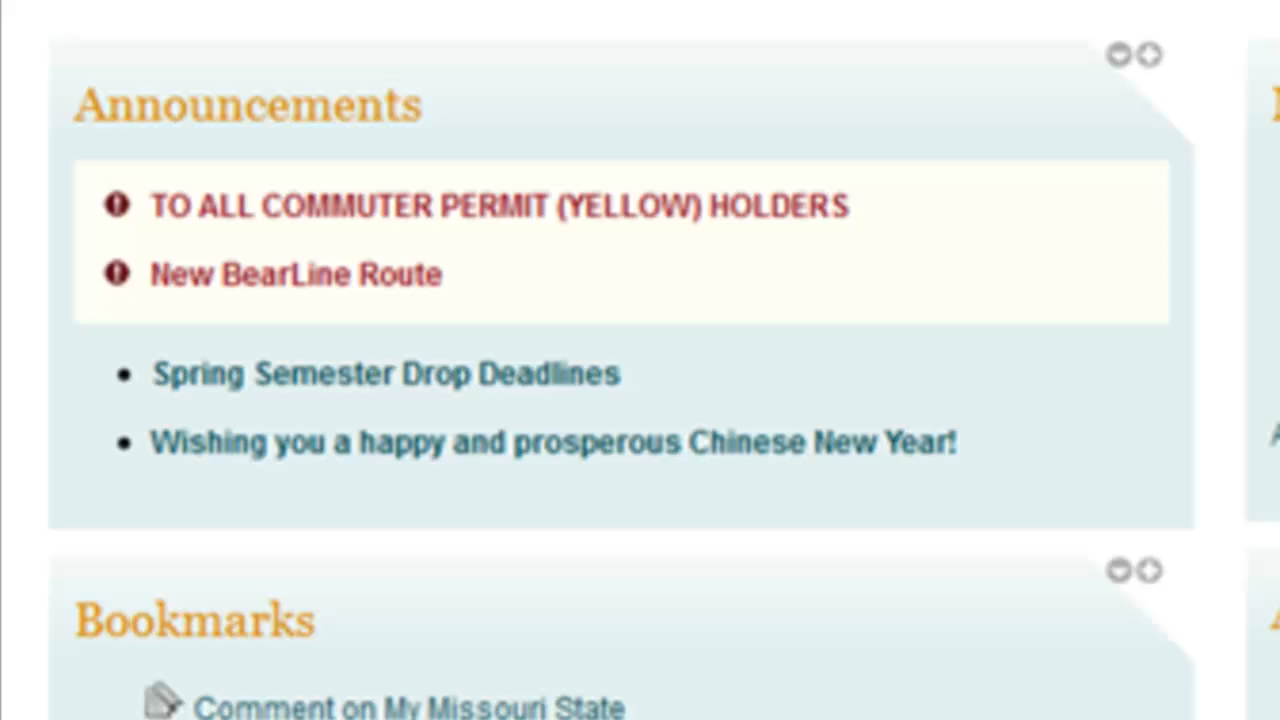 Announcements
TO ALL COMMUTER PERMIT (YELLOW) HOLDERS
New BearLine Route
Spring Semester Drop Deadlines
Wishing you a happy and prosperous Chinese New Year!
Bookmarks
Comment on My Missouri State